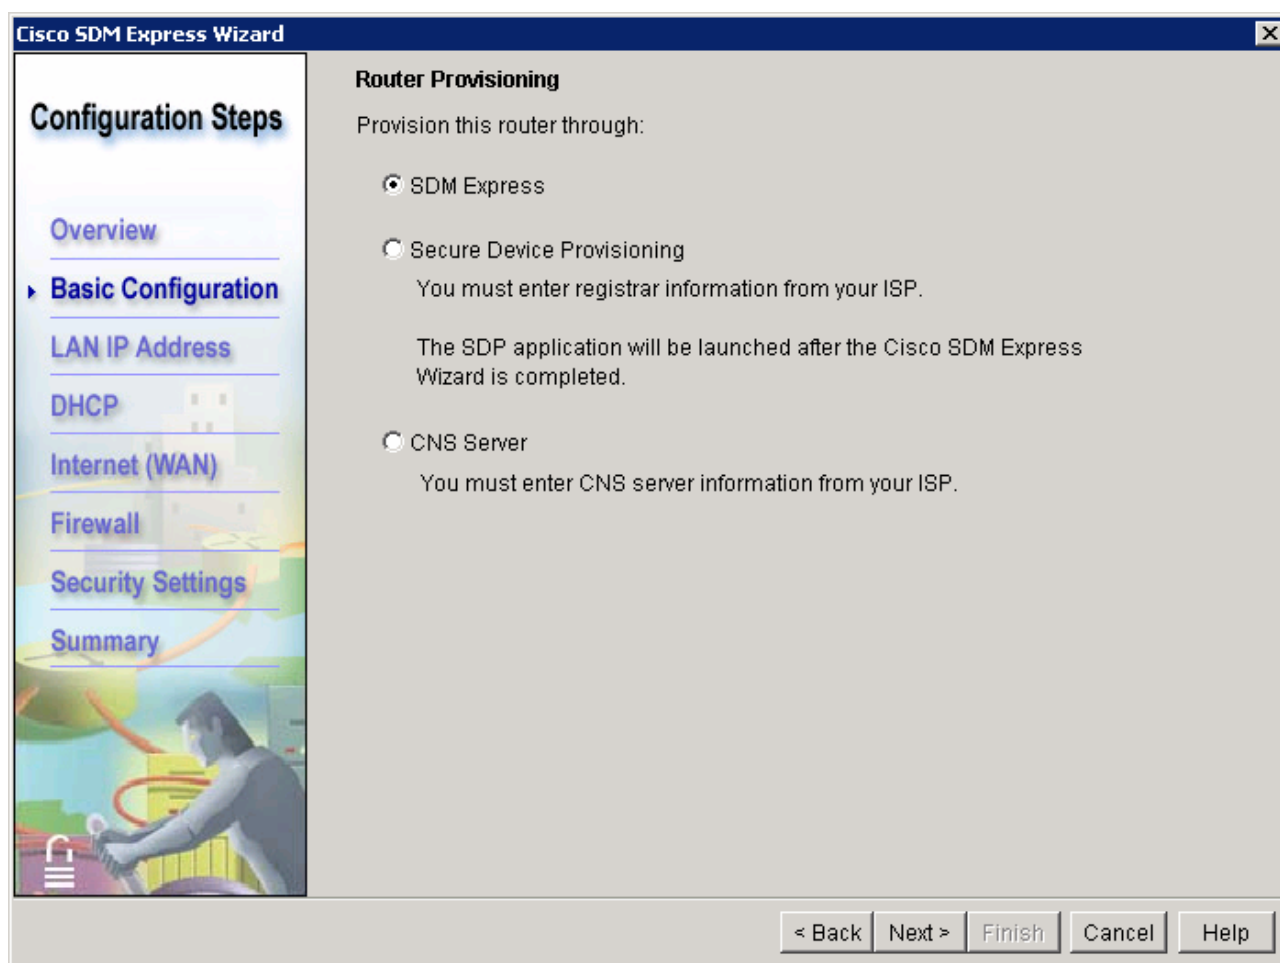 Cisco SDM Express Wizard
Configuration Steps
Overview
Basic Configuration
LAN IP Address
DHCP
Internet (WAN)
Firewall
Security Settings
Summary
Router Provisioning
Provision this router through:
SDM Express
Secure Device Provisioning
You must enter registrar information from your ISP.
The SDP application will be launched after the Cisco SDM Express
Wizard is completed.
CNS Server
You must enter CNS server information from your ISP.
< Back Next > Finish Cancel Help